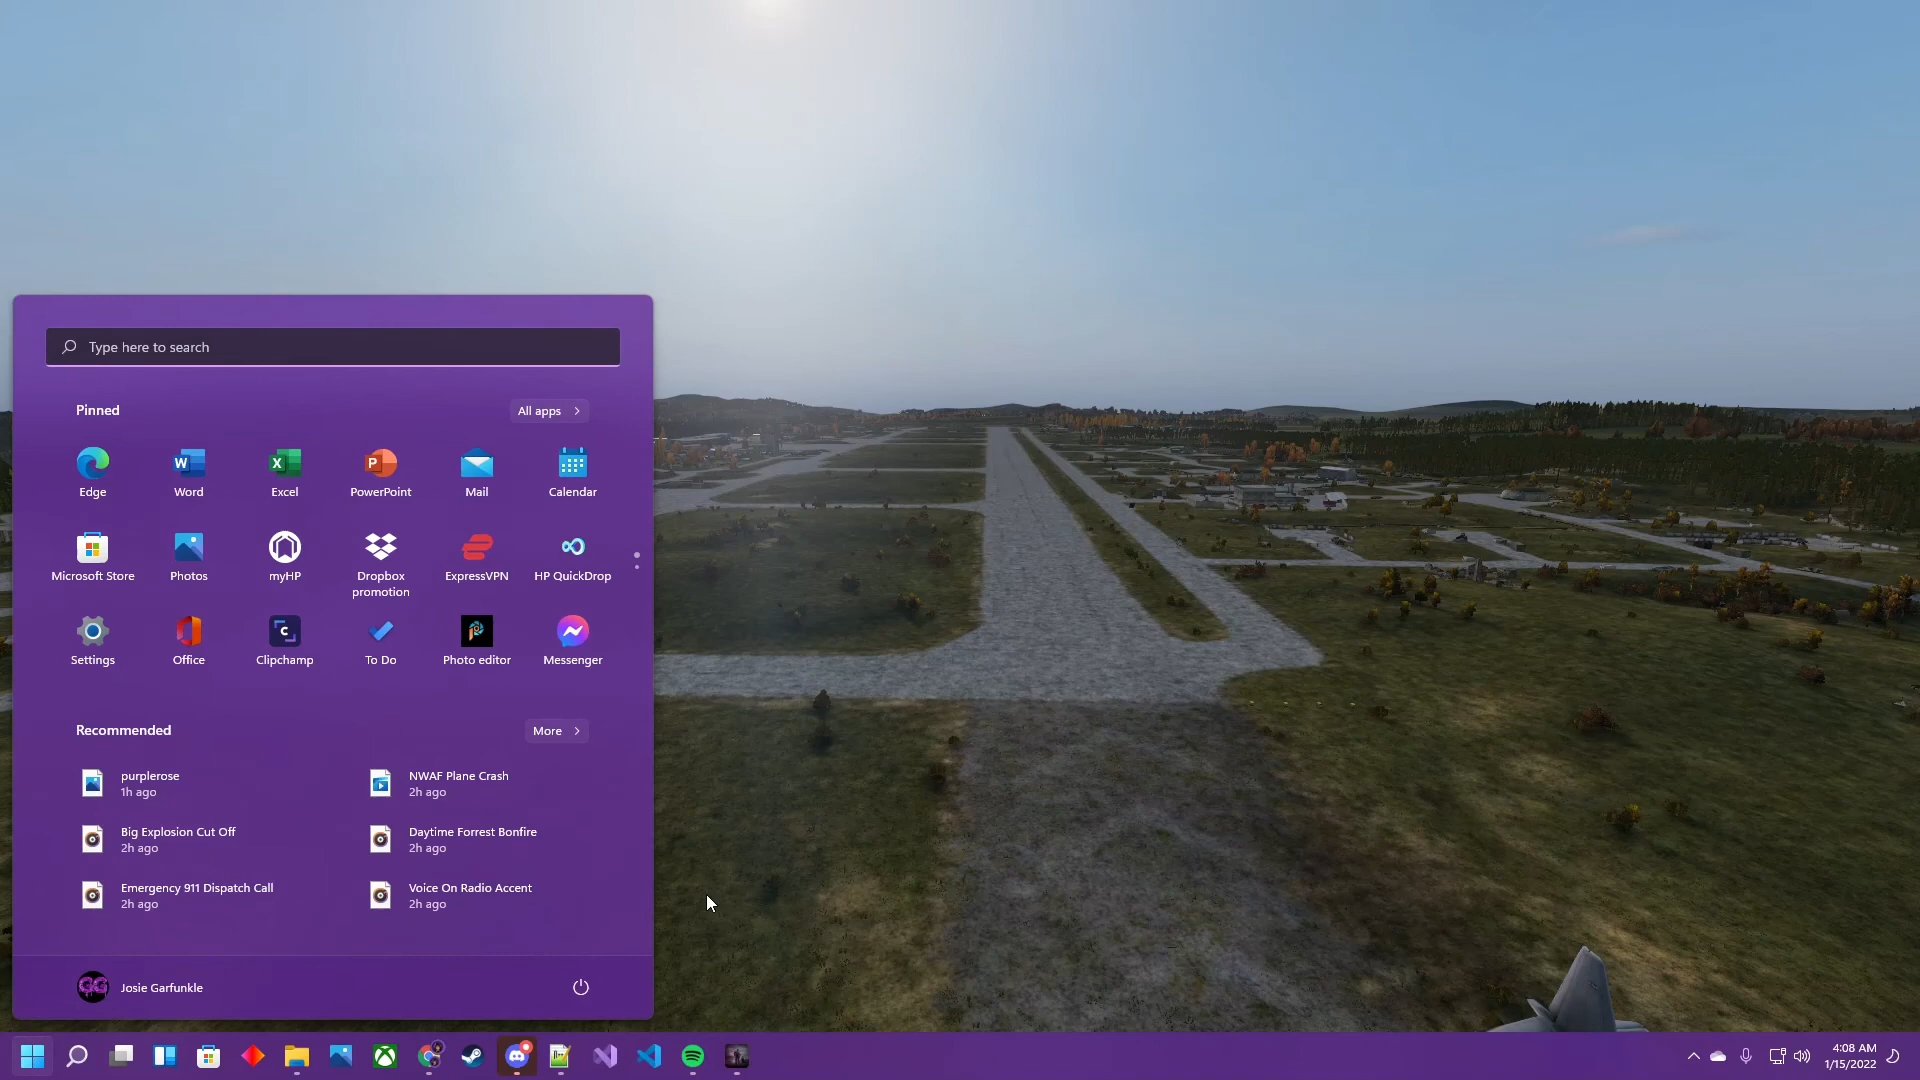 Type here to search
Pinned
All apps
Edge
Word
Excel
PowerPoint
Mail
Calendar
Microsoft Store
Photos
myHP
Dropbox
promotion
ExpressVPN
HP QuickDrop
Settings
Office
Clipchamp
To Do
Photo editor
Messenger
Recommended
More
purplerose
1h ago
NWAF Plane Crash
2h ago
Big Explosion Cut Off
2h ago
Daytime Forrest Bonfire
2h ago
Emergency 911 Dispatch Call
2h ago
Voice On Radio Accent
2h ago
GG
Josie Garfunkle
4:08 AM
1/15/2022